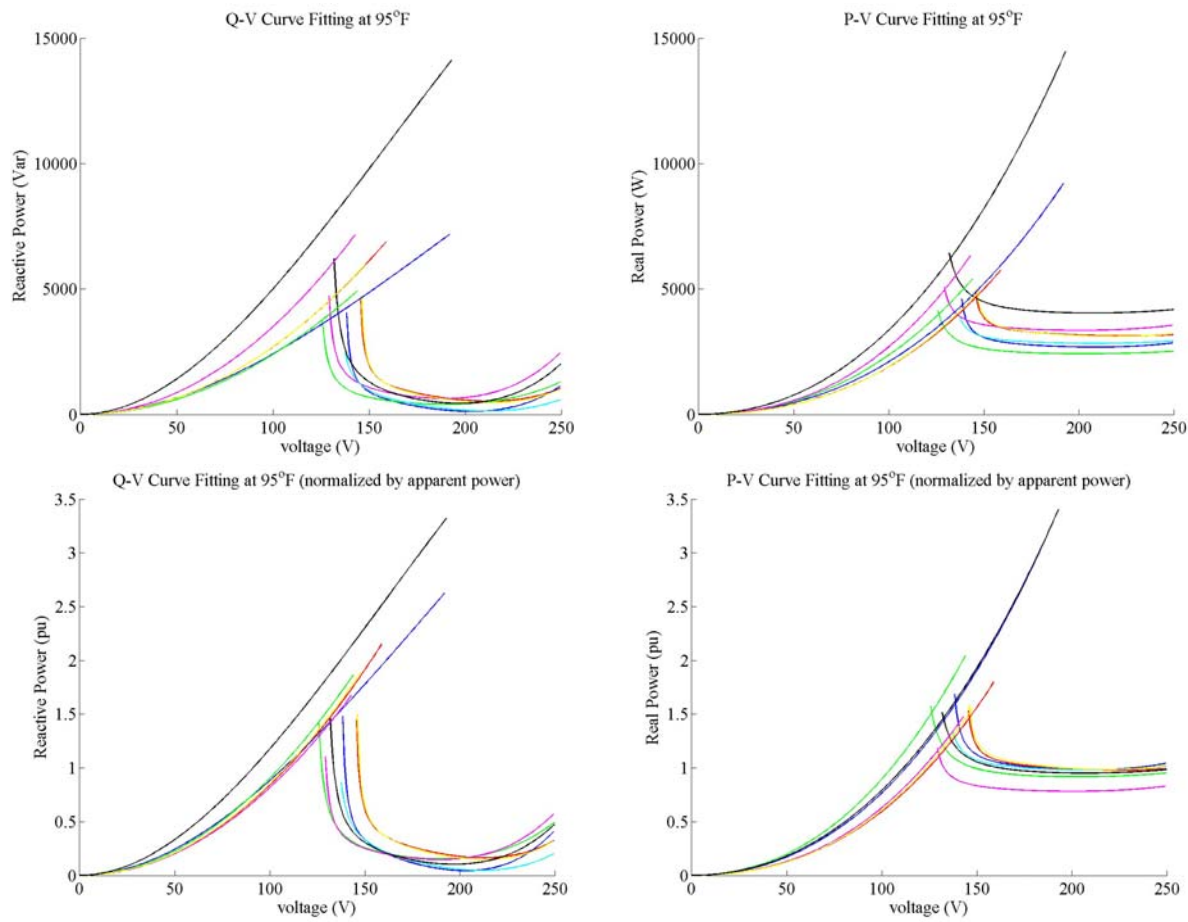 Q-V Curve Fitting at 95°F
15000
10000
5000
0
Reactive Power (Var)
0 50 100 150 200 250
voltage (V)
P-V Curve Fitting at 95°F
15000
10000
5000
0
Real Power (W)
0 50 100 150 200 250
voltage (V)
Q-V Curve Fitting at 95°F (normalized by apparent power)
3.5
3
2.5
2
1.5
1
0.5
0
Reactive Power (pu)
0 50 100 150 200 250
voltage (V)
P-V Curve Fitting at 95°F (normalized by apparent power)
3.5
3
2.5
2
1.5
1
0.5
0
Real Power (pu)
0 50 100 150 200 250
voltage (V)